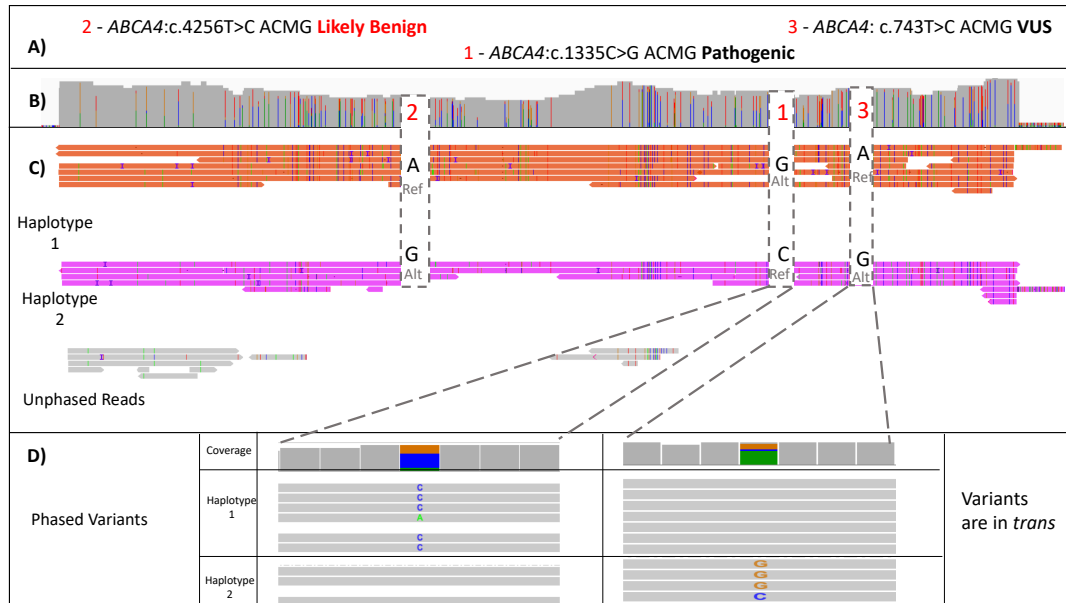 2 - ABCA4:c.4256T>C ACMG Likely Benign
3 - ABCA4: c.743T>C ACMG VUS
1 - ABCA4:c.1335C>G ACMG Pathogenic
A)
B)
2
1
3
C)
A
Ref
G
Alt
A
Ref
Haplotype
1
G
Alt
C
Ref
G
Alt
Haplotype
2
Unphased Reads
D)
Coverage
Phased Variants
Haplotype
1
C
C
C
A
C
C
Variants
are in trans
Haplotype
2
G
G
G
C